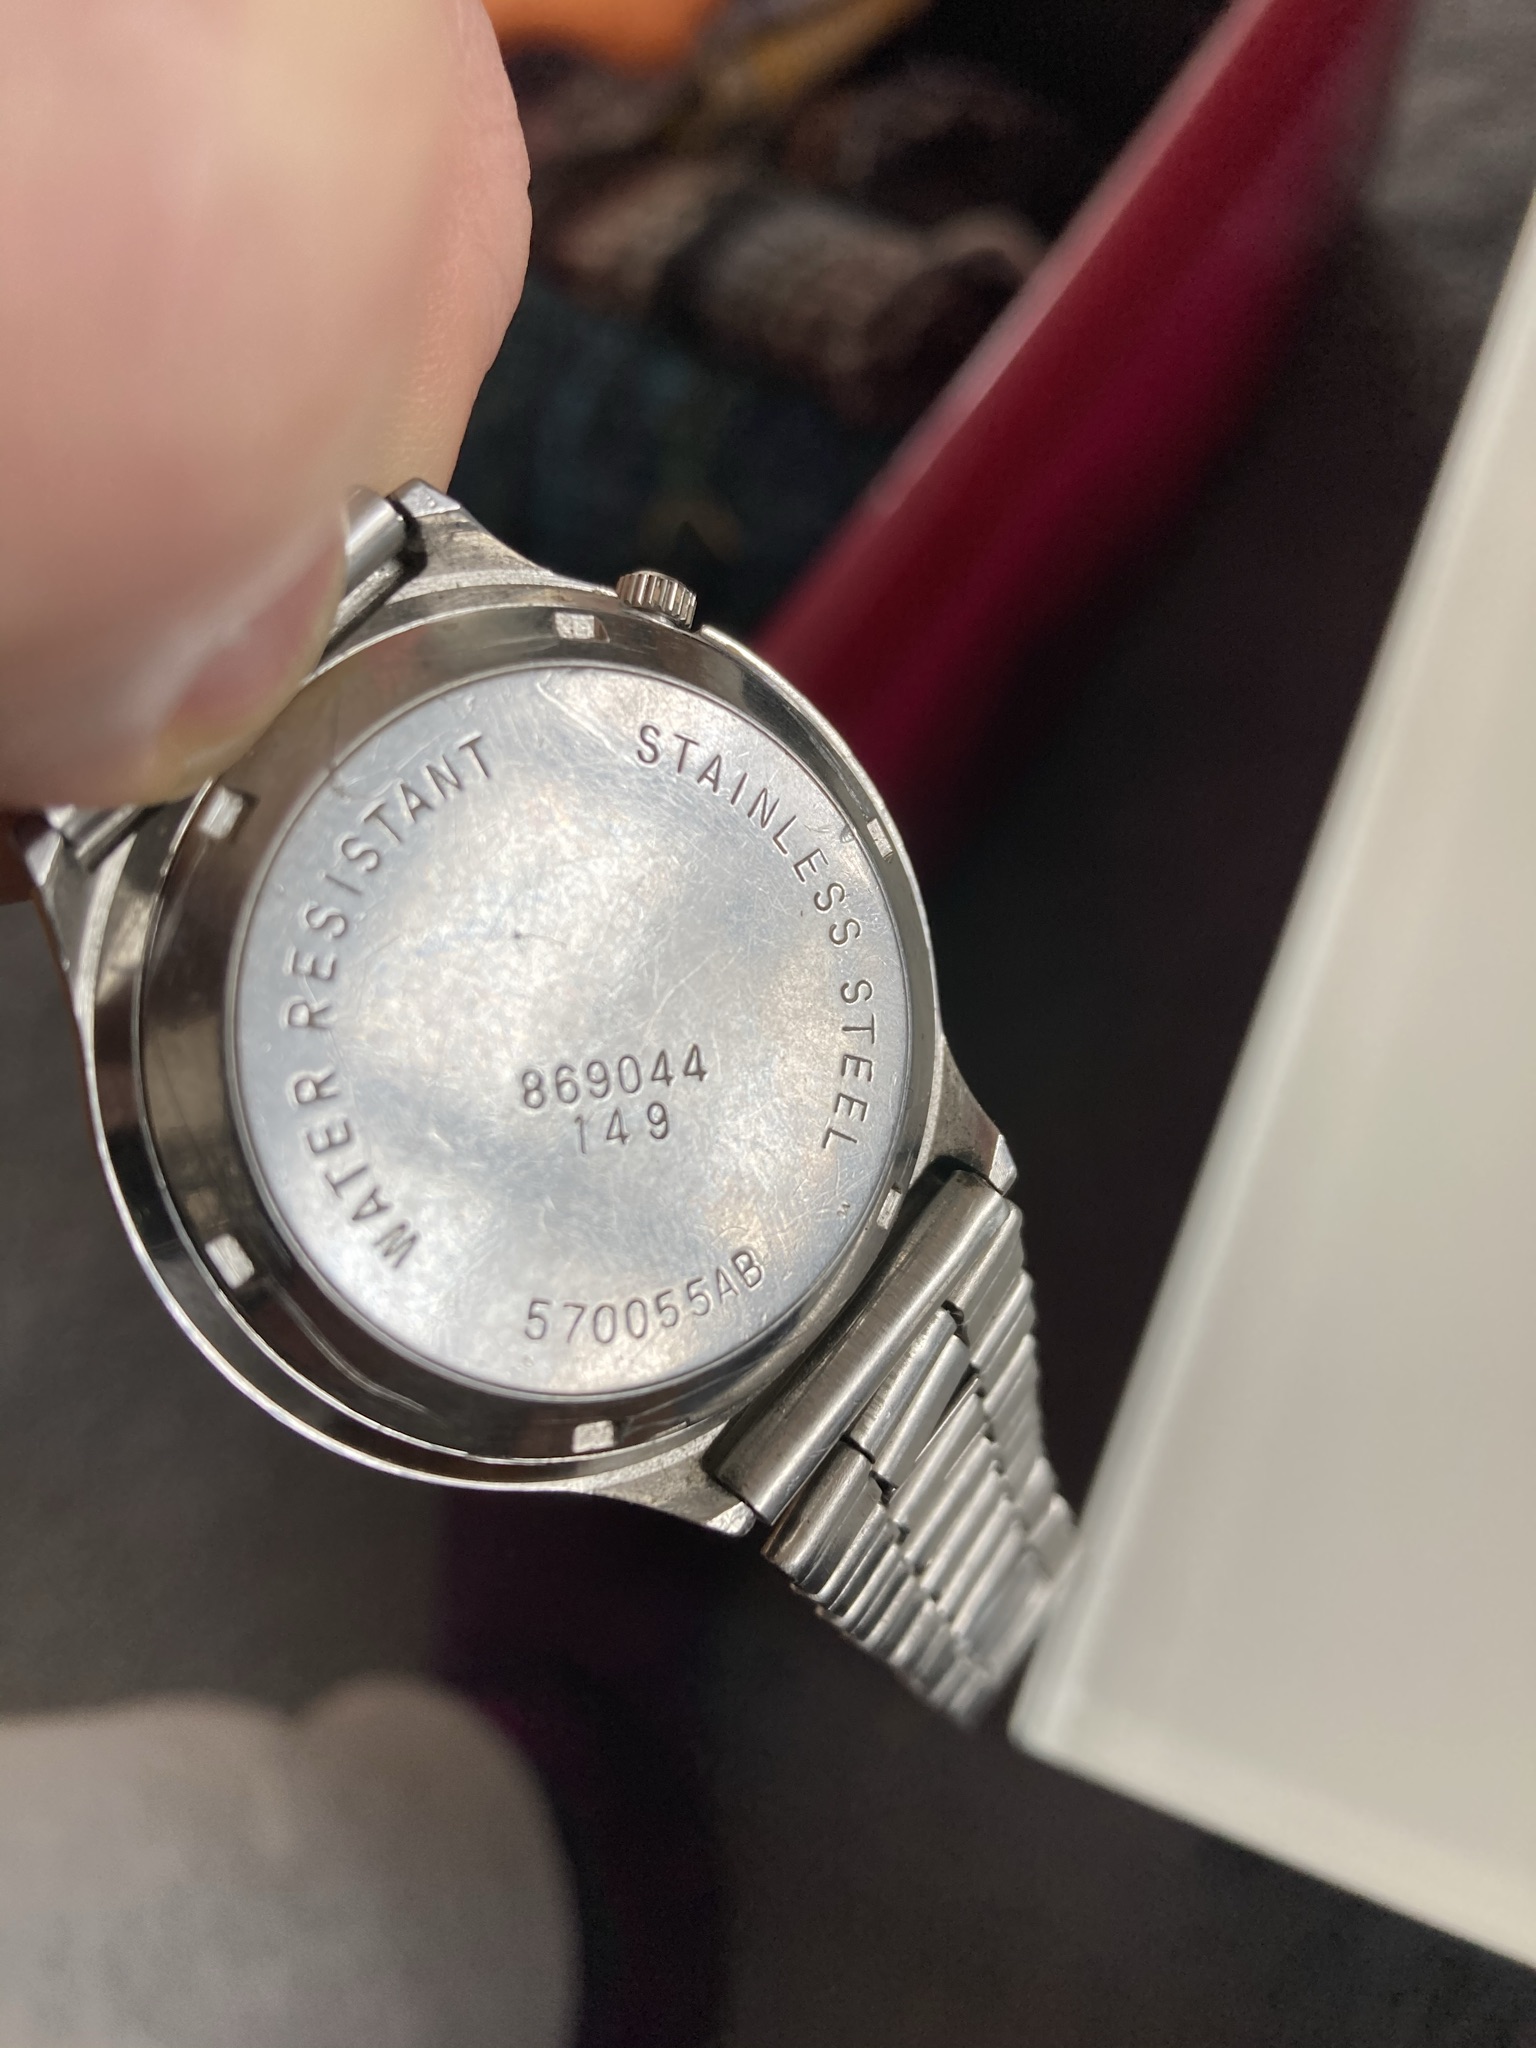 WATER RESISTANT
STAINLESS STEEL
869044
149
570055AB